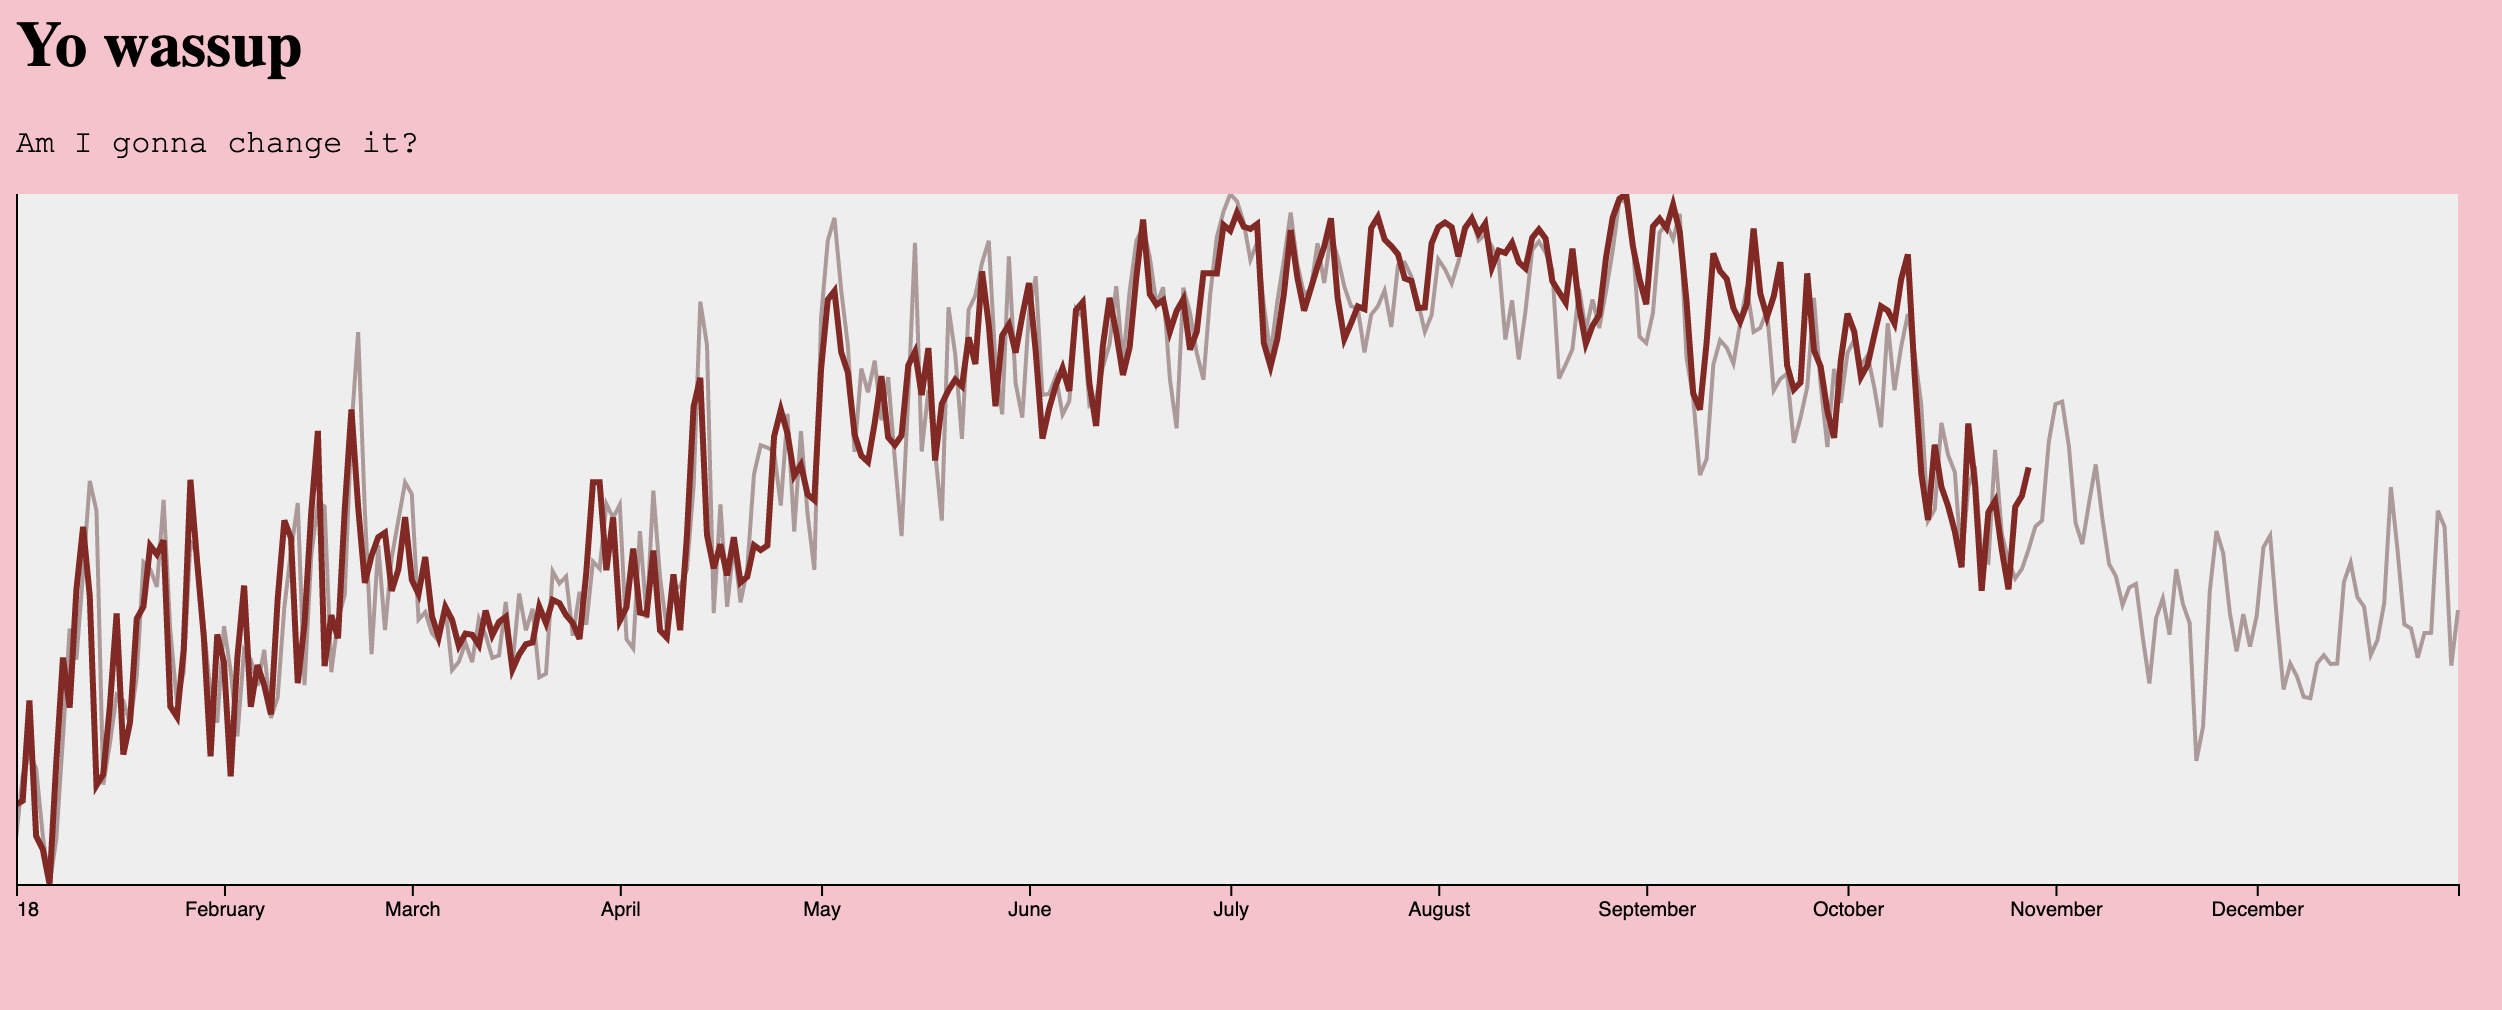 Yo wassup
Am I gonna change it?
18 February March April May June July August September October November December